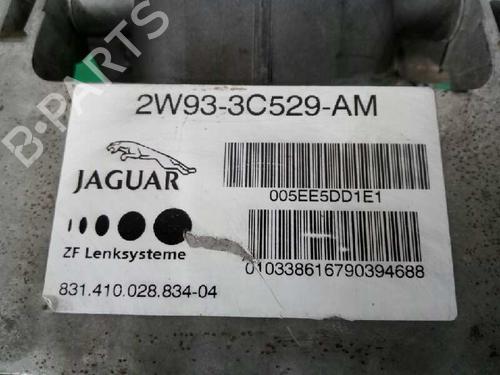 B-PARTS
2W93-3C529-AM
JAGUAR
005EE5DD1E1
ZF Lenksysteme
010338616790394688
831.410.028.834-04